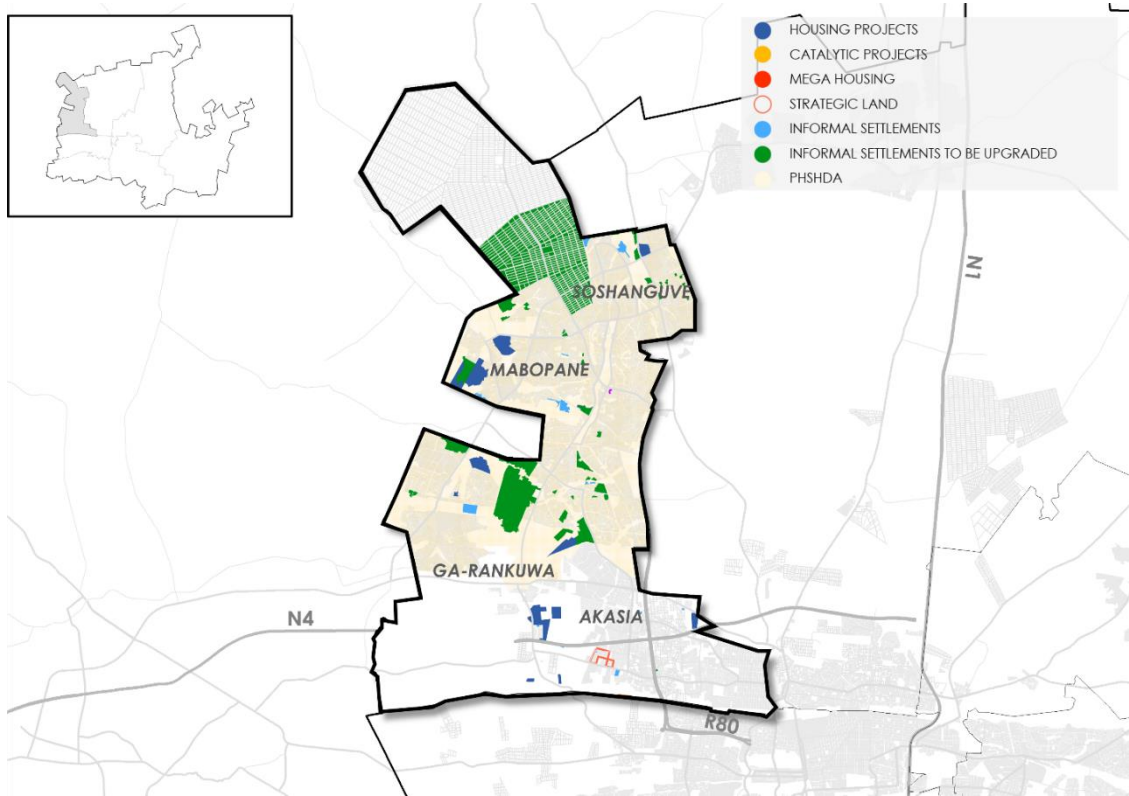 HOUSING PROJECTS
CATALYTIC PROJECTS
MEGA HOUSING
STRATEGIC LAND
INFORMAL SETTLEMENTS
INFORMAL SETTLEMENTS TO BE UPGRADED
PHSHDA
N1
SOSHANGUVE
MABOPANE
GA-RANKUWA
AKASIA
N4
R80